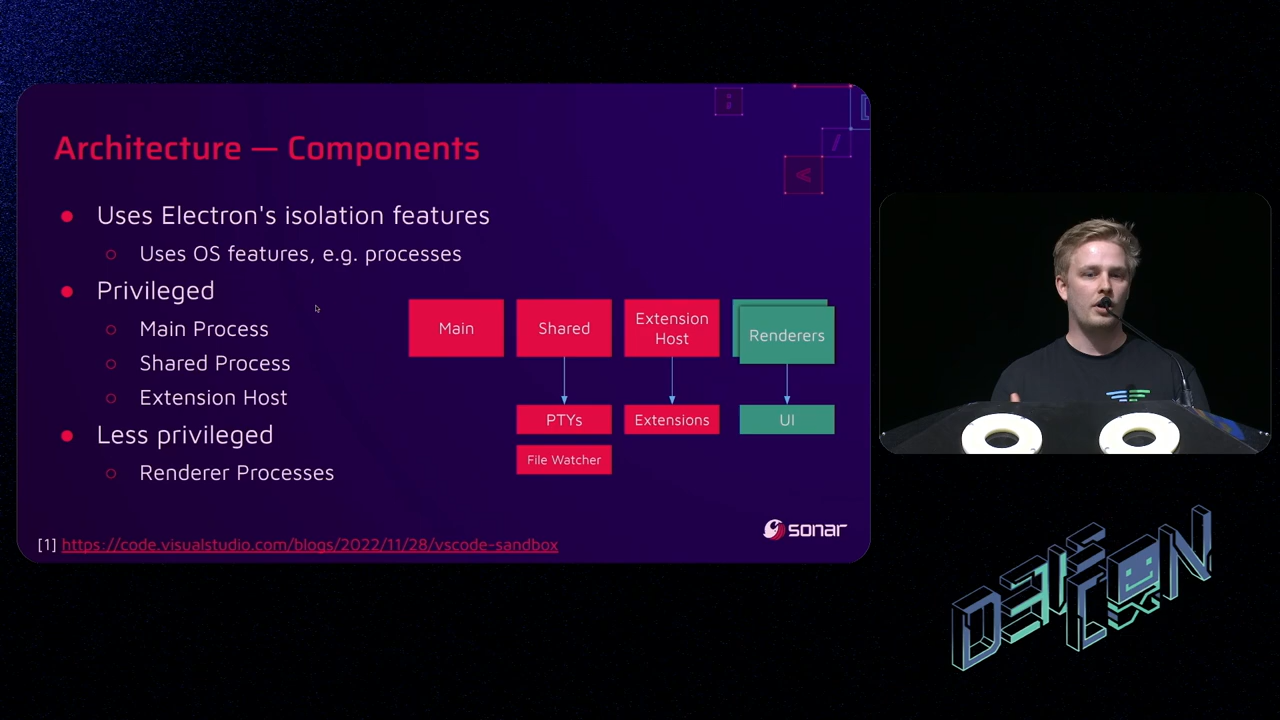 Architecture — Components
Uses Electron's isolation features
Uses OS features, e.g. processes
Privileged
Main Process
Shared Process
Extension Host
Less privileged
Renderer Processes
Main
Shared
Extension
Host
Renderers
PTYs
Extensions
UI
File Watcher
[1] https://code.visualstudio.com/blogs/2022/11/28/vscode-sandbox
sonar
DEFCON